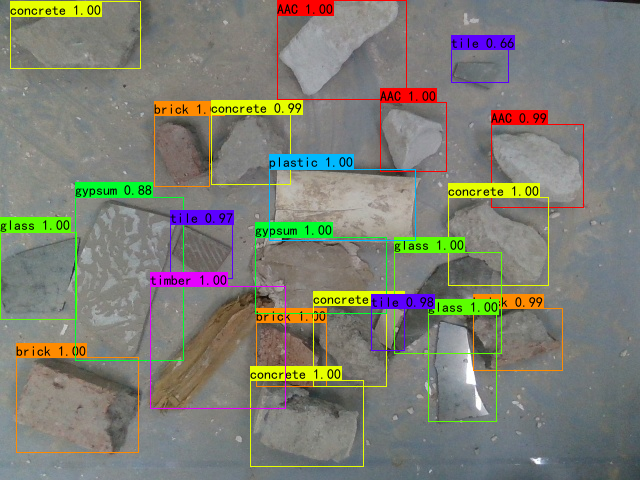 concrete 1.00
AAC 1.00
tile 0.66
AAC 1.00
brick 1.
concrete 0.99
AAC 0.99
plastic 1.00
gypsum 0.88
concrete 1.00
tile 0.97
glass 1.00
gypsum 1.00
glass 1.00
timber 1.00
concrete
tile 0.98
glass 1.00
0.99
brick 1.00
brick 1.00
concrete 1.00